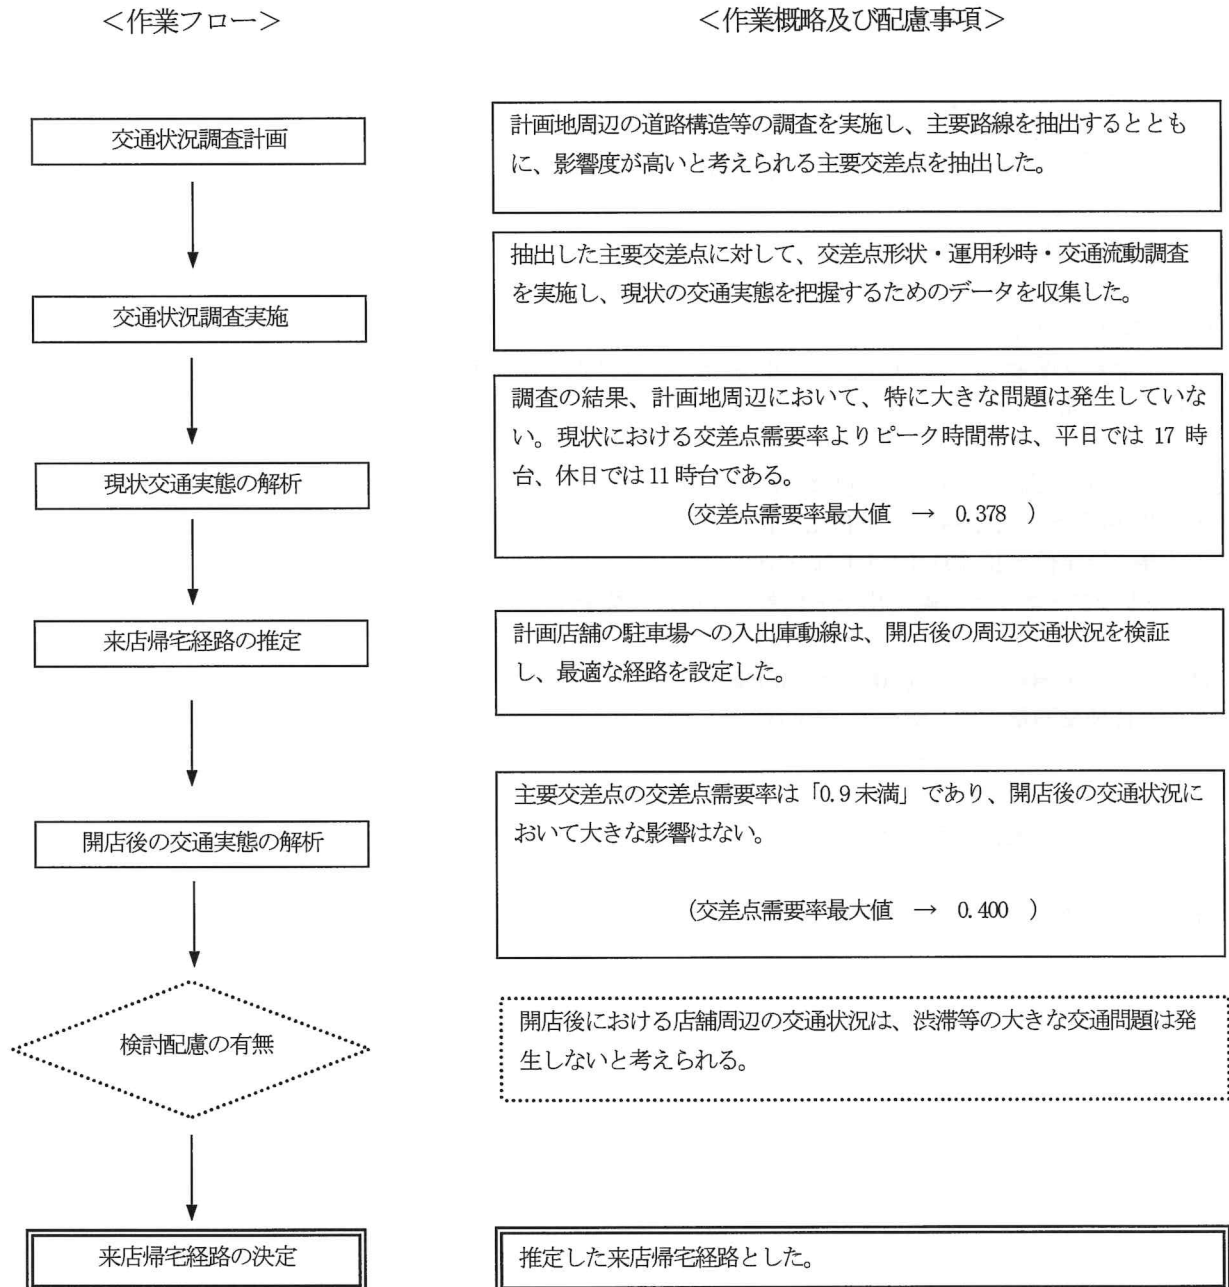 ＜作業フロー＞
＜作業概略及び配慮事項＞
交通状況調査計画
計画地周辺の道路構造等の調査を実施し、主要路線を抽出するととも
に、影響度が高いと考えられる主要交差点を抽出した。
交通状況調査実施
抽出した主要交差点に対して、交差点形状・運用秒時・交通流動調査
を実施し、現状の交通実態を把握するためのデータを収集した。
現状交通実態の解析
調査の結果、計画地周辺において、特に大きな問題は発生していな
い。現状における交差点需要率よりピーク時間帯は、平日では 17 時
台、休日では 11 時台である。
（交差点需要率最大値 → 0.378 ）
来店帰宅経路の推定
計画店舗の駐車場への入出庫動線は、開店後の周辺交通状況を検証
し、最適な経路を設定した。
開店後の交通実態の解析
主要交差点の交差点需要率は「0.9 未満」であり、開店後の交通状況に
おいて大きな影響はない。
（交差点需要率最大値 → 0.400 ）
検討配慮の有無
開店後における店舗周辺の交通状況は、渋滞等の大きな交通問題は発
生しないと考えられる。
来店帰宅経路の決定
推定した来店帰宅経路とした。